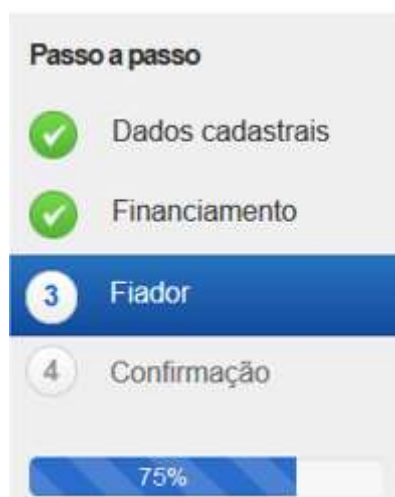 Passo a passo
Dados cadastrais
Financiamento
3 Fiador
4 Confirmação
75%